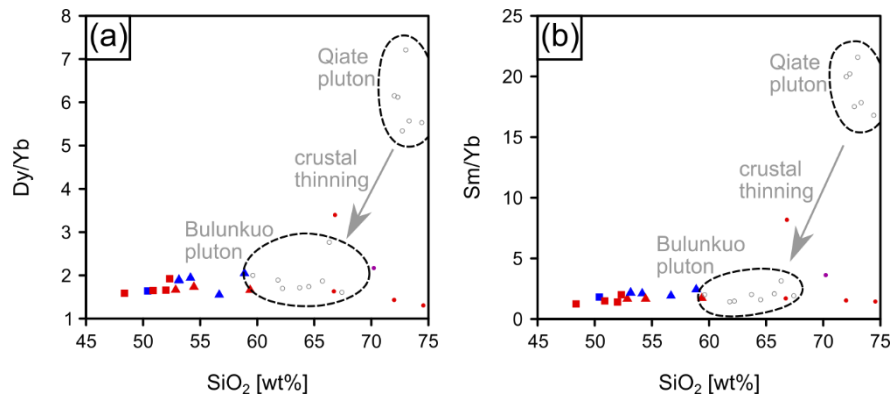 (a)
8
7
6
5
4
3
2
1
Dy/Yb
Qiate
pluton
crustal
thinning
Bulunkuo
pluton
45 50 55 60 65 70 75
SiO₂ [wt%]
(b)
25
20
15
10
5
0
Sm/Yb
Qiate
pluton
crustal
thinning
Bulunkuo
pluton
45 50 55 60 65 70 75
SiO₂ [wt%]